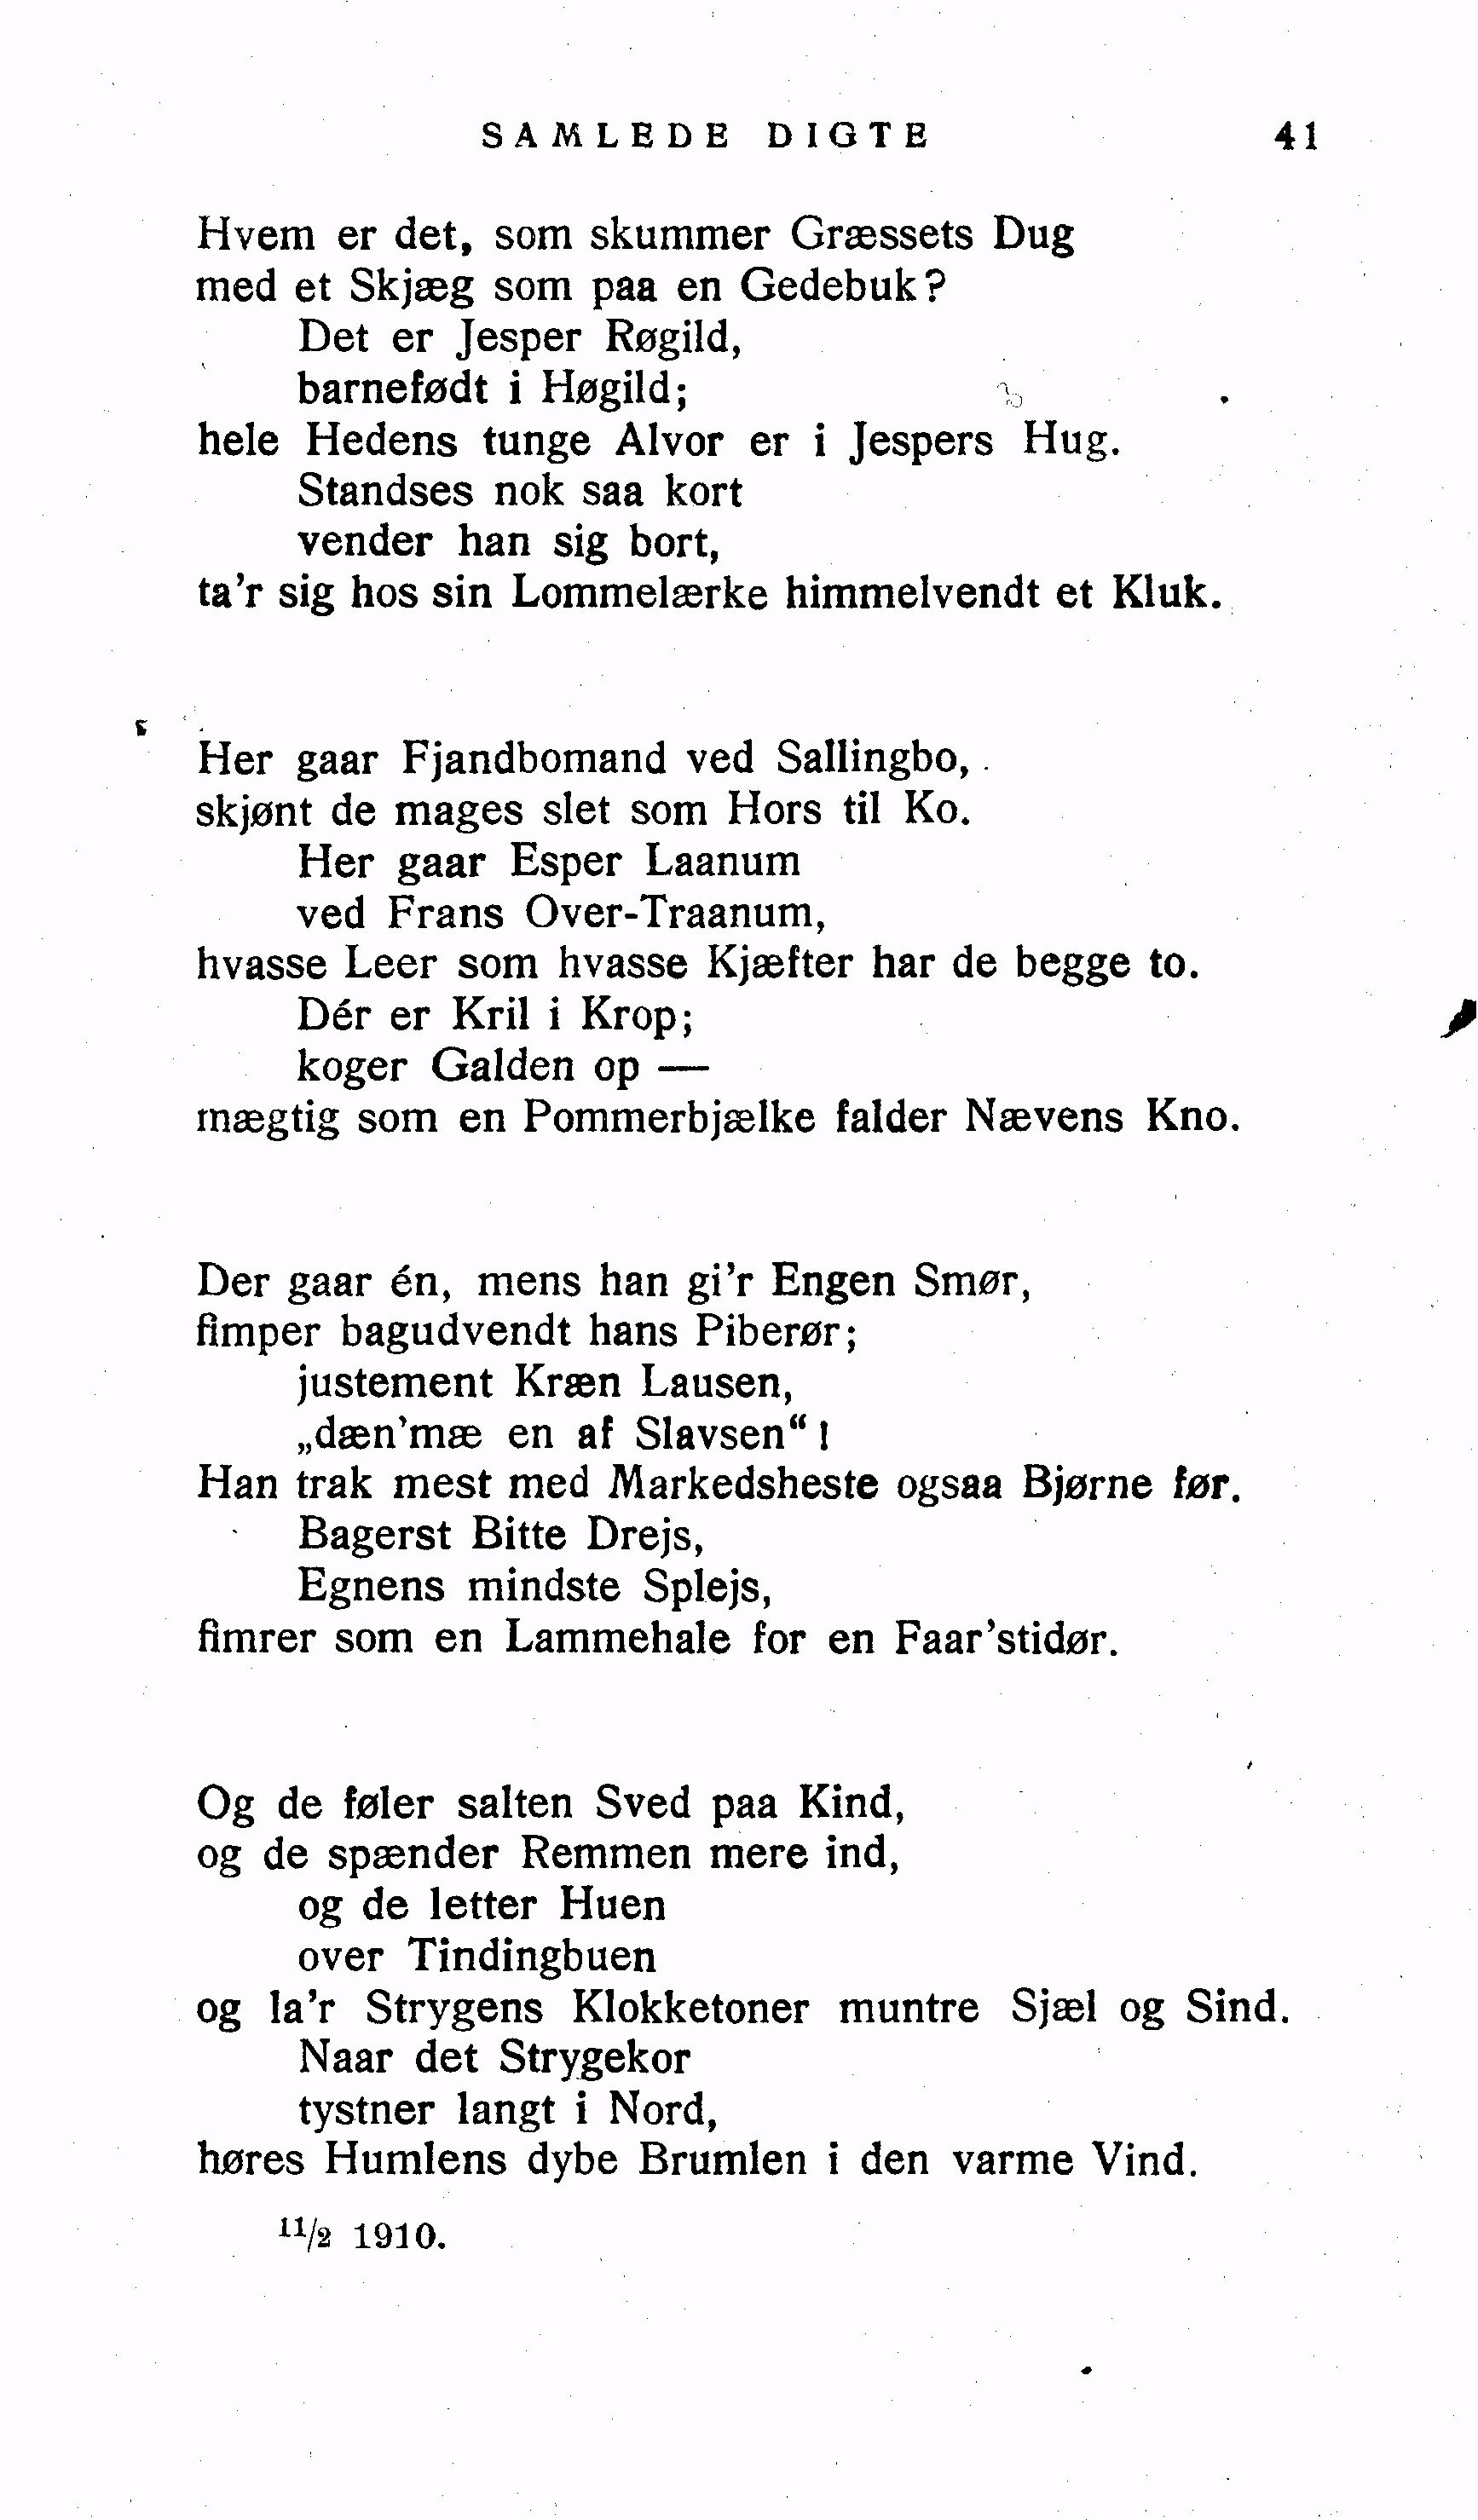 SAMLEDE DIGTE 41
Hvem er det, som skummer Græssets Dug
med et Skjæg som paa en Gedebuk?
Det er Jesper Røgild,
barnefødt i Høgild;
hele Hedens tunge Alvor er i Jespers Hug.
Standses nok saa kort
vender han sig bort,
ta'r sig hos sin Lommelærke himmelvendt et Kluk.
Her gaar Fjandbomand ved Sallingbo,
skjønt de mages slet som Hors til Ko.
Her gaar Esper Laanum
ved Frans Over-Traanum,
hvasse Leer som hvasse Kjæfter har de begge to.
Dér er Kril i Krop;
koger Galden op —
mægtig som en Pommerbjælke falder Nævens Kno.
Der gaar én, mens han gi'r Engen Smør,
fimper bagudvendt hans Piberør;
justement Kræn Lausen,
„dæn'mæ en af Slavsen“!
Han trak mest med Markedsheste ogsaa Bjørne før.
Bagerst Bitte Drejs,
Egnens mindste Splejs,
fimrer som en Lammehale for en Faar'stidør.
Og de føler salten Sved paa Kind,
og de spænder Remmen mere ind,
og de letter Huen
over Tindingbuen
og la'r Strygens Klokketoner muntre Sjæl og Sind.
Naar det Strygekor
tystner langt i Nord,
høres Humlens dybe Brumlen i den varme Vind.
11/2 1910.